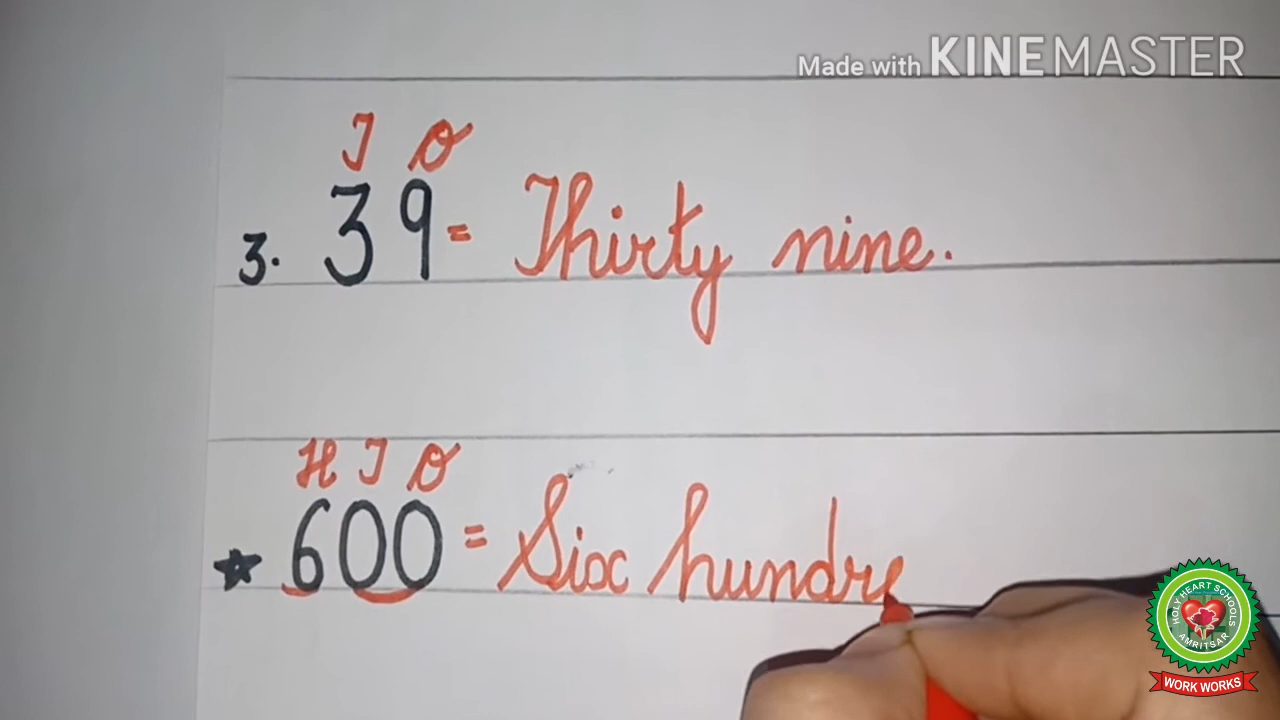 Made with KINEMASTER
T O
3. 39 = Thirty nine.
H T O
600 = Six hundre
HOLY HEART SCHOOLS
AMRITSAR
WORK WORKS